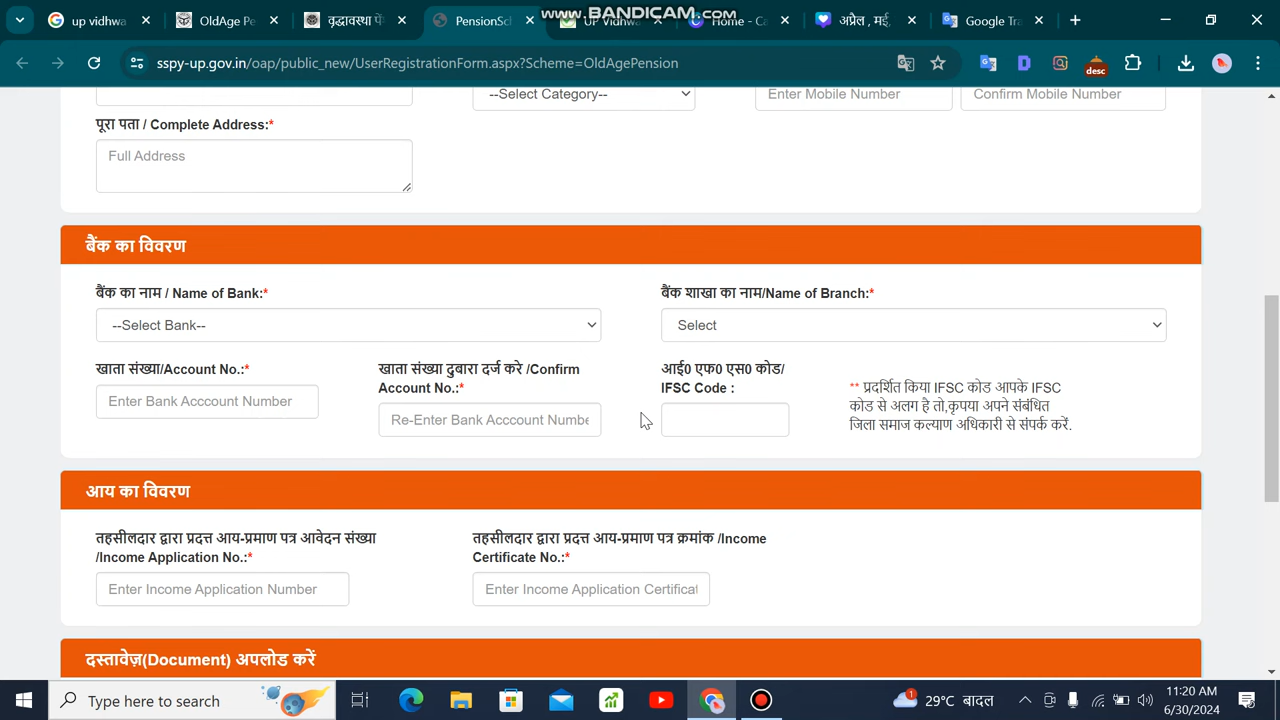 www.BANDICAM.com
up vidhwa
OldAge Pe
वृद्धावस्था पें
PensionSch
UP Vidhwa
Home - Ca
अप्रैल , मई,
Google Tra
sspy-up.gov.in/oap/public_new/UserRegistrationForm.aspx?Scheme=OldAgePension
desc
--Select Category--
Enter Mobile Number
Confirm Mobile Number
पूरा पता / Complete Address:*
Full Address
बैंक का विवरण
बैंक का नाम / Name of Bank:*
बैंक शाखा का नाम/Name of Branch:*
--Select Bank--
Select
खाता संख्या/Account No.:*
खाता संख्या दुबारा दर्ज करे /Confirm
Account No.:*
आई0 एफ0 एस0 कोड/
IFSC Code :
Enter Bank Acccount Number
Re-Enter Bank Acccount Numbe
** प्रदर्शित किया IFSC कोड आपके IFSC
कोड से अलग है तो,कृपया अपने संबंधित
जिला समाज कल्याण अधिकारी से संपर्क करें.
आय का विवरण
तहसीलदार द्वारा प्रदत्त आय-प्रमाण पत्र आवेदन संख्या
/Income Application No.:*
तहसीलदार द्वारा प्रदत्त आय-प्रमाण पत्र क्रमांक /Income
Certificate No.:*
Enter Income Application Number
Enter Income Application Certificat
दस्तावेज़(Document) अपलोड करें
Type here to search
1
29°C बादल
11:20 AM
6/30/2024